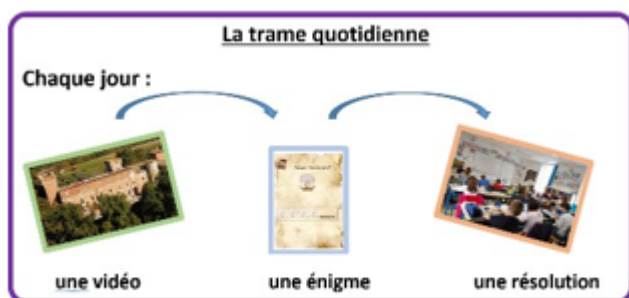 La trame quotidienne
Chaque jour :
une vidéo
une énigme
une résolution